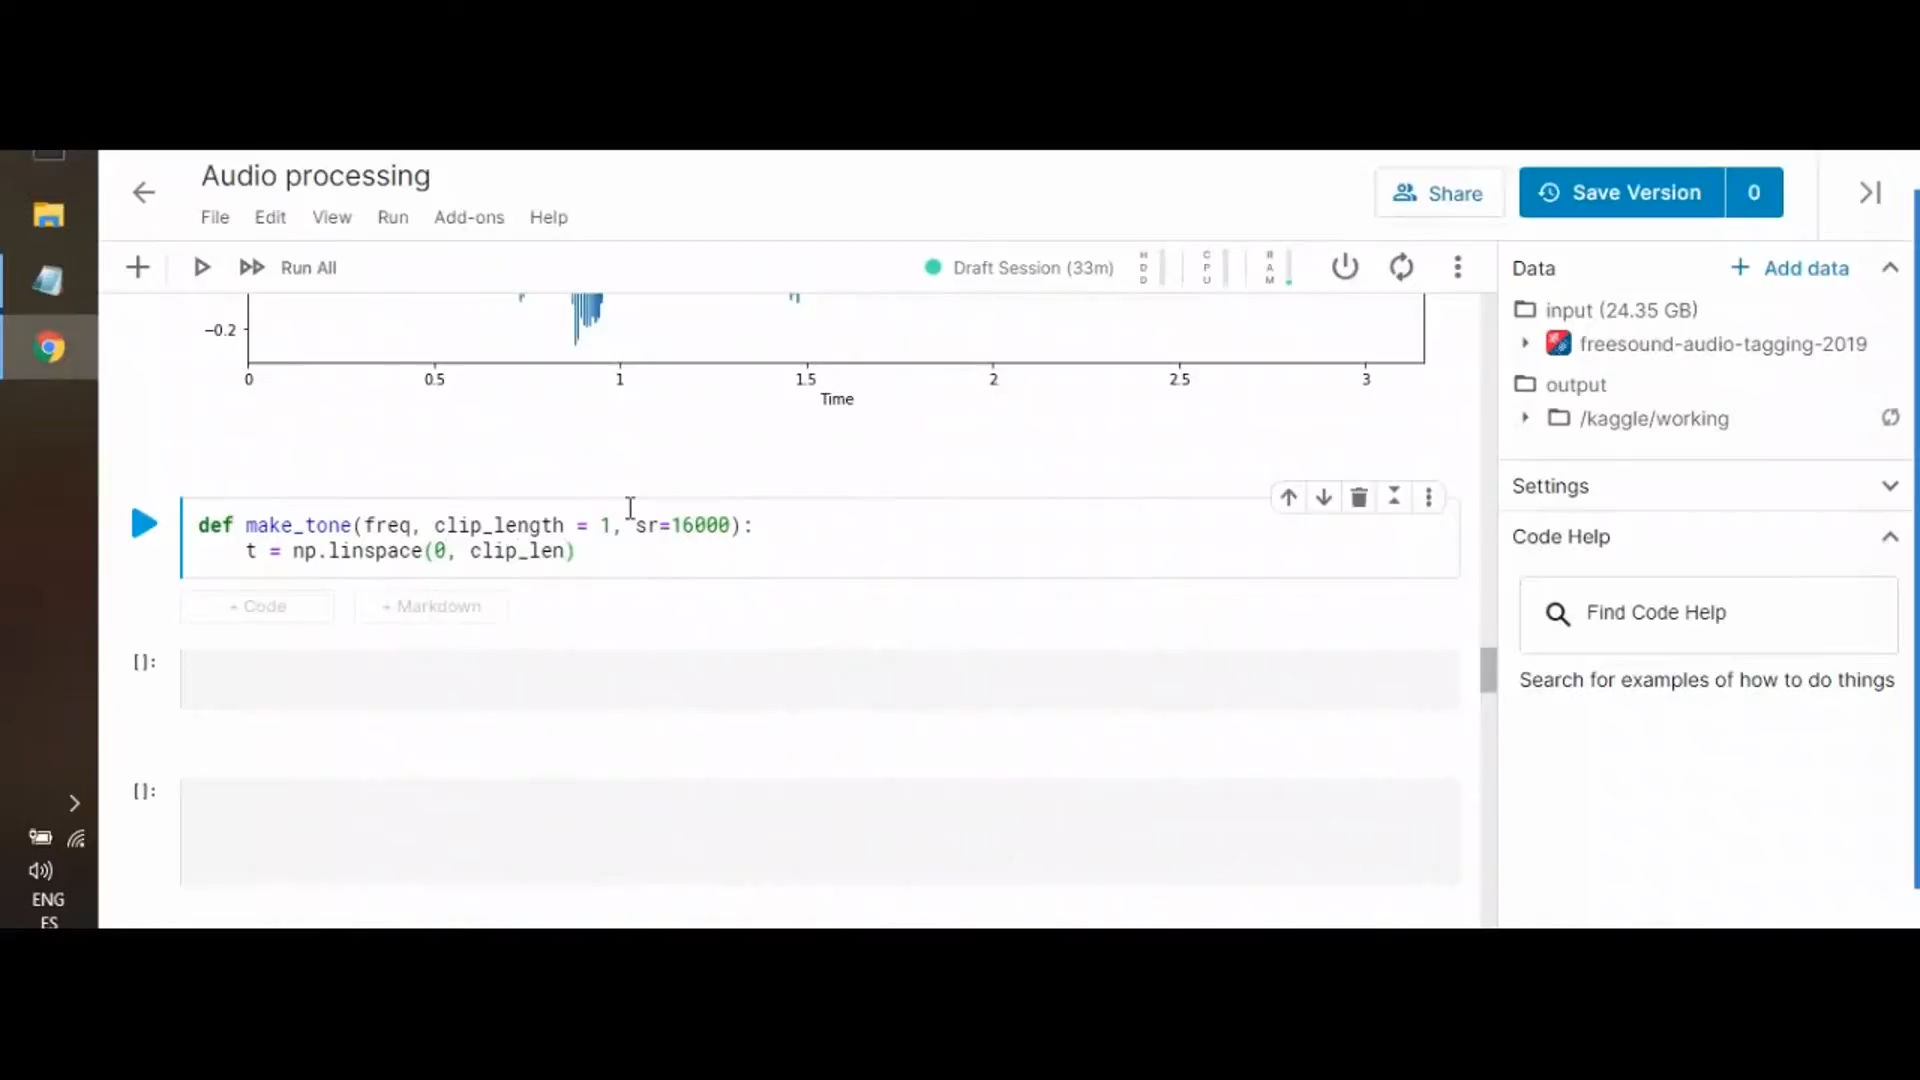 Audio processing
File Edit View Run Add-ons Help
Share
Save Version 0
Run All
Draft Session (33m)
HDD
CPU
RAM
Data
Add data
input (24.35 GB)
freesound-audio-tagging-2019
output
/kaggle/working
Settings
Code Help
Find Code Help
Search for examples of how to do things
−0.2
0 0.5 1 1.5 2 2.5 3
Time
def make_tone(freq, clip_length = 1, sr=16000):
t = np.linspace(0, clip_len)
+ Code + Markdown
[]:
[]:
ENG
ES